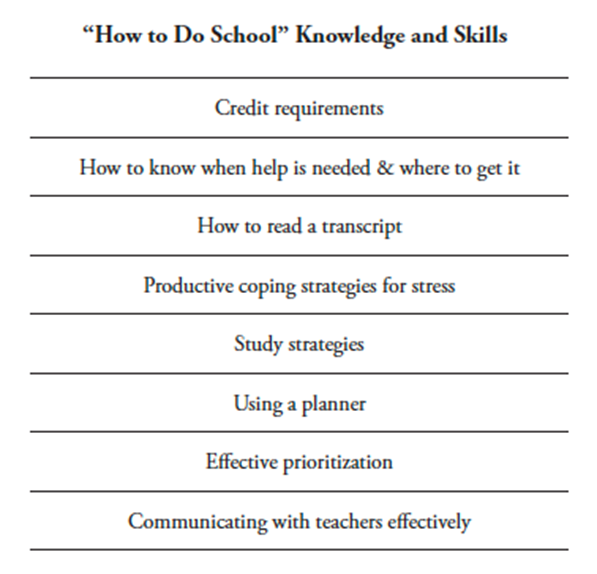 “How to Do School” Knowledge and Skills
Credit requirements
How to know when help is needed & where to get it
How to read a transcript
Productive coping strategies for stress
Study strategies
Using a planner
Effective prioritization
Communicating with teachers effectively